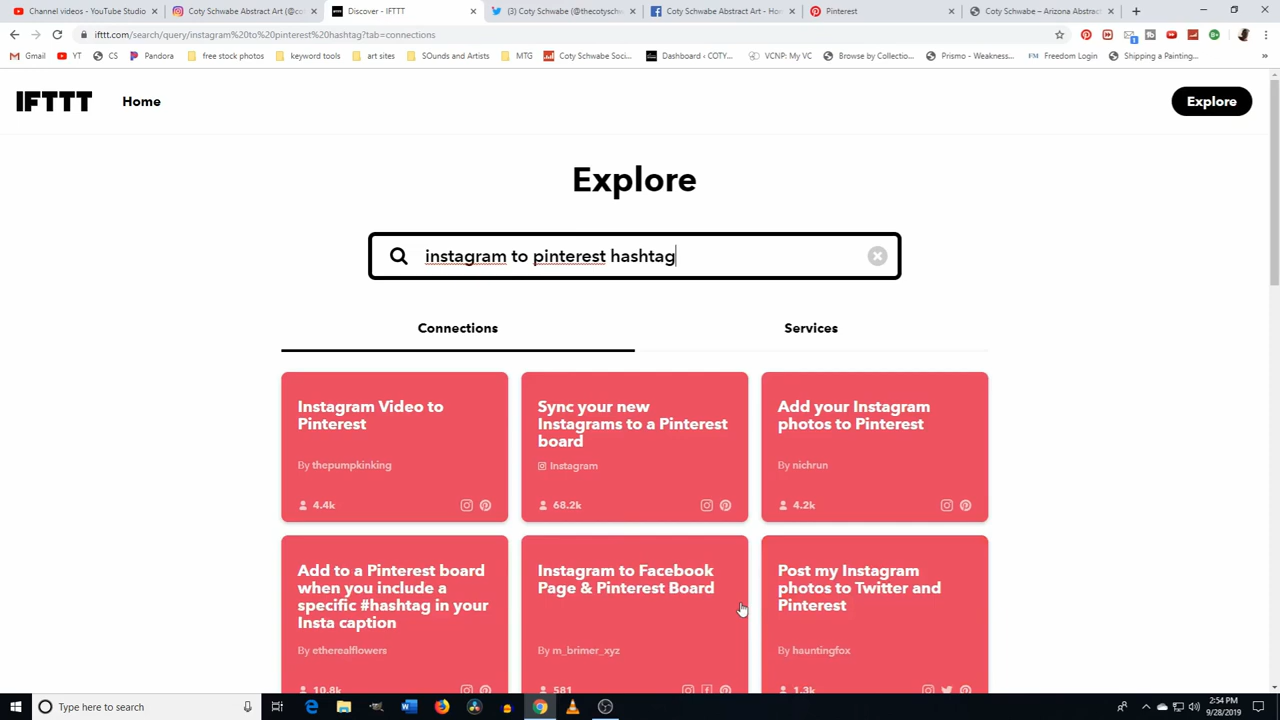 Channel videos - YouTube Studio
Instagram
Coty Schwabe Abstract Art (@co
Discover - IFTTT
(3) Coty Schwabe (@thecotysch
Coty Schwabe Abstract Art - Ho
Pinterest
Coty Schwabe ~ Arizona Abstract
ifttt.com/search/query/instagram%20to%20pinterest%20hashtag?tab=connections
Gmail
YT
CS
Pandora
free stock photos
keyword tools
art sites
SOunds and Artists
MTG
Coty Schwabe Soci...
Dashboard ‹ COTY...
VCNP: My VC
Browse by Collectio...
Prismo - Weakness...
Freedom Login
Shipping a Painting...
IFTTT
Home
Explore
Explore
instagram to pinterest hashtag
Connections
Services
Instagram Video to
Pinterest
By thepumpkinking
4.4k
Sync your new
Instagrams to a Pinterest
board
Instagram
68.2k
Add your Instagram
photos to Pinterest
By nichrun
4.2k
Add to a Pinterest board
when you include a
specific #hashtag in your
Insta caption
By etherealflowers
10.8k
Instagram to Facebook
Page & Pinterest Board
By m_brimer_xyz
581
Post my Instagram
photos to Twitter and
Pinterest
By hauntingfox
1.3k
Type here to search
2:54 PM
9/28/2019